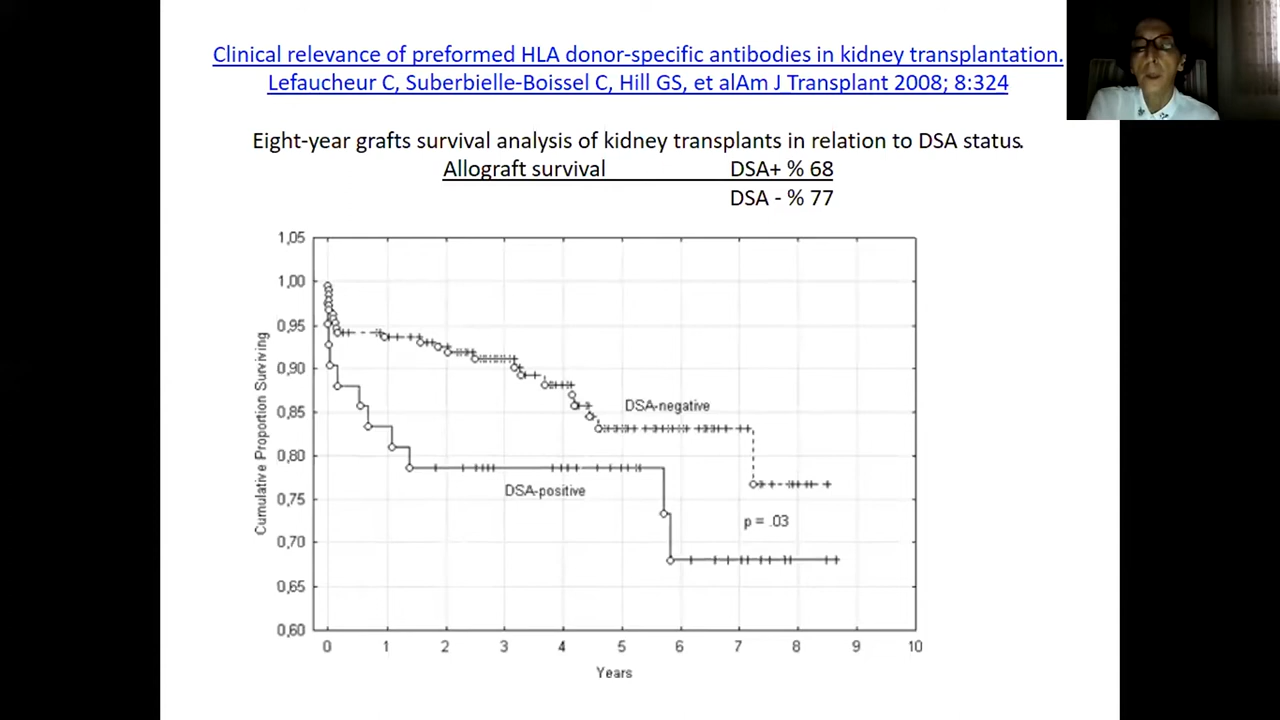 Clinical relevance of preformed HLA donor-specific antibodies in kidney transplantation.
Lefaucheur C, Suberbielle-Boissel C, Hill GS, et alAm J Transplant 2008; 8:324
Eight-year grafts survival analysis of kidney transplants in relation to DSA status.
Allograft survival DSA+ % 68
DSA - % 77
1,05
1,00
0,95
0,90
0,85
0,80
0,75
0,70
0,65
0,60
Cumulative Proportion Surviving
DSA-negative
DSA-positive
p = .03
0 1 2 3 4 5 6 7 8 9 10
Years